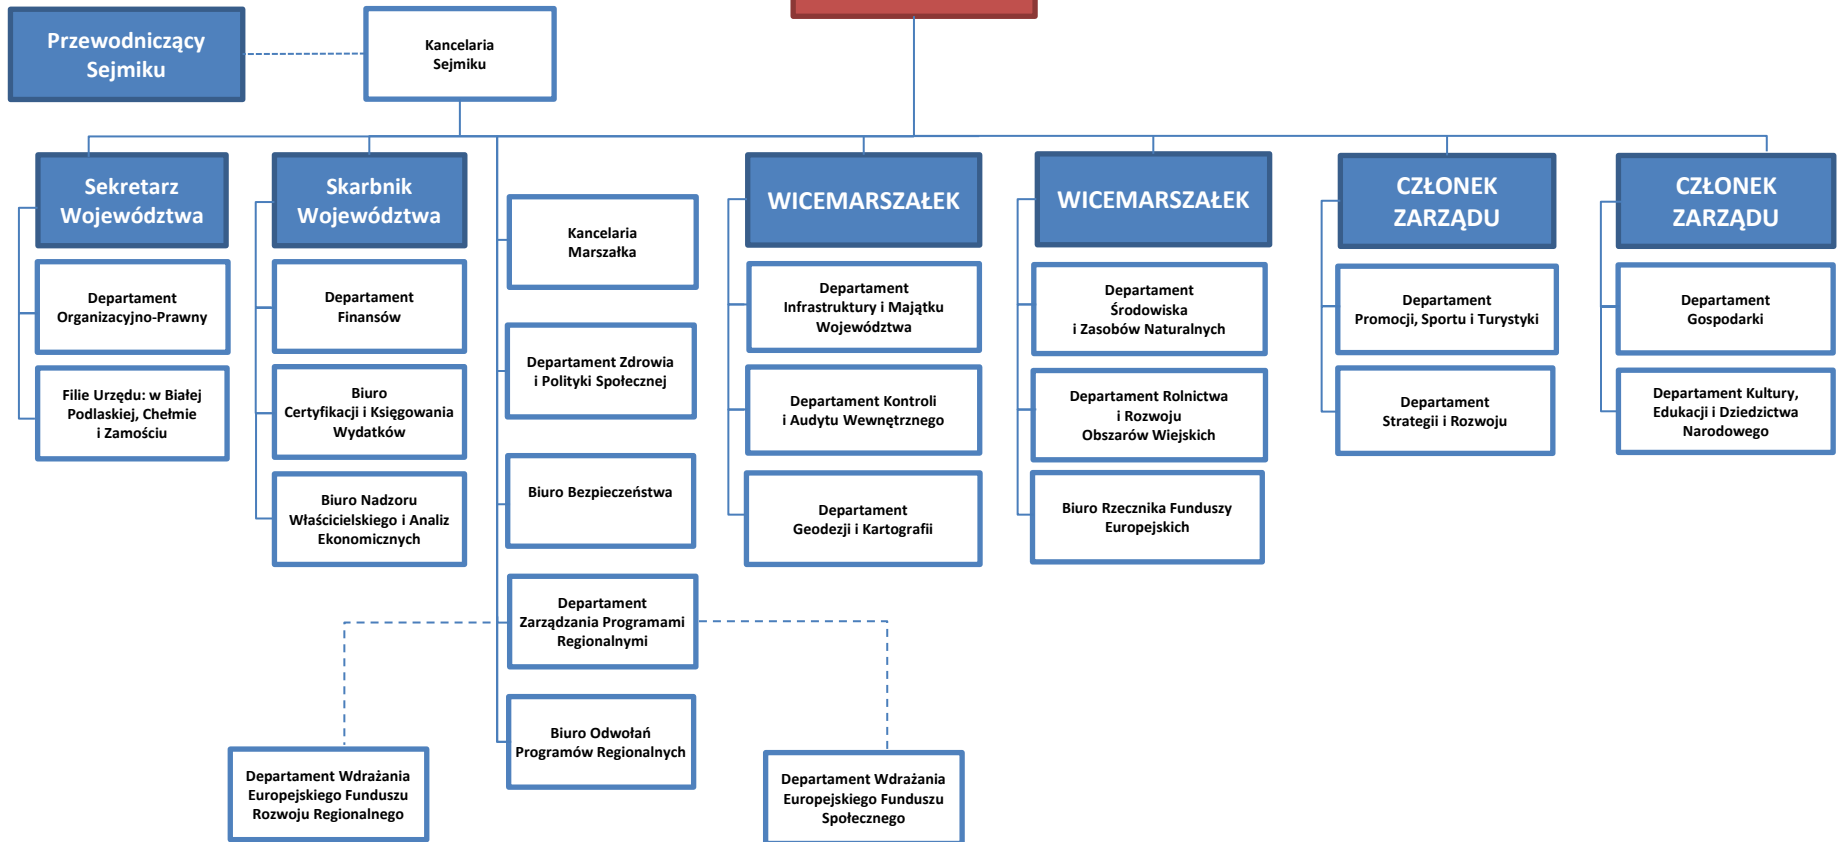 Przewodniczący
Sejmiku
Kancelaria
Sejmiku
Sekretarz
Województwa
Departament
Organizacyjno-Prawny
Filie Urzędu: w Białej
Podlaskiej, Chełmie
i Zamościu
Skarbnik
Województwa
Departament
Finansów
Biuro
Certyfikacji i Księgowania
Wydatków
Biuro Nadzoru
Właścicielskiego i Analiz
Ekonomicznych
Kancelaria
Marszałka
Departament Zdrowia
i Polityki Społecznej
Biuro Bezpieczeństwa
Departament
Zarządzania Programami
Regionalnymi
Biuro Odwołań
Programów Regionalnych
Departament Wdrażania
Europejskiego Funduszu
Rozwoju Regionalnego
Departament Wdrażania
Europejskiego Funduszu
Społecznego
WICEMARSZAŁEK
Departament
Infrastruktury i Majątku
Województwa
Departament Kontroli
i Audytu Wewnętrznego
Departament
Geodezji i Kartografii
WICEMARSZAŁEK
Departament
Środowiska
i Zasobów Naturalnych
Departament Rolnictwa
i Rozwoju
Obszarów Wiejskich
Biuro Rzecznika Funduszy
Europejskich
CZŁONEK
ZARZĄDU
Departament
Promocji, Sportu i Turystyki
Departament
Strategii i Rozwoju
CZŁONEK
ZARZĄDU
Departament
Gospodarki
Departament Kultury,
Edukacji i Dziedzictwa
Narodowego